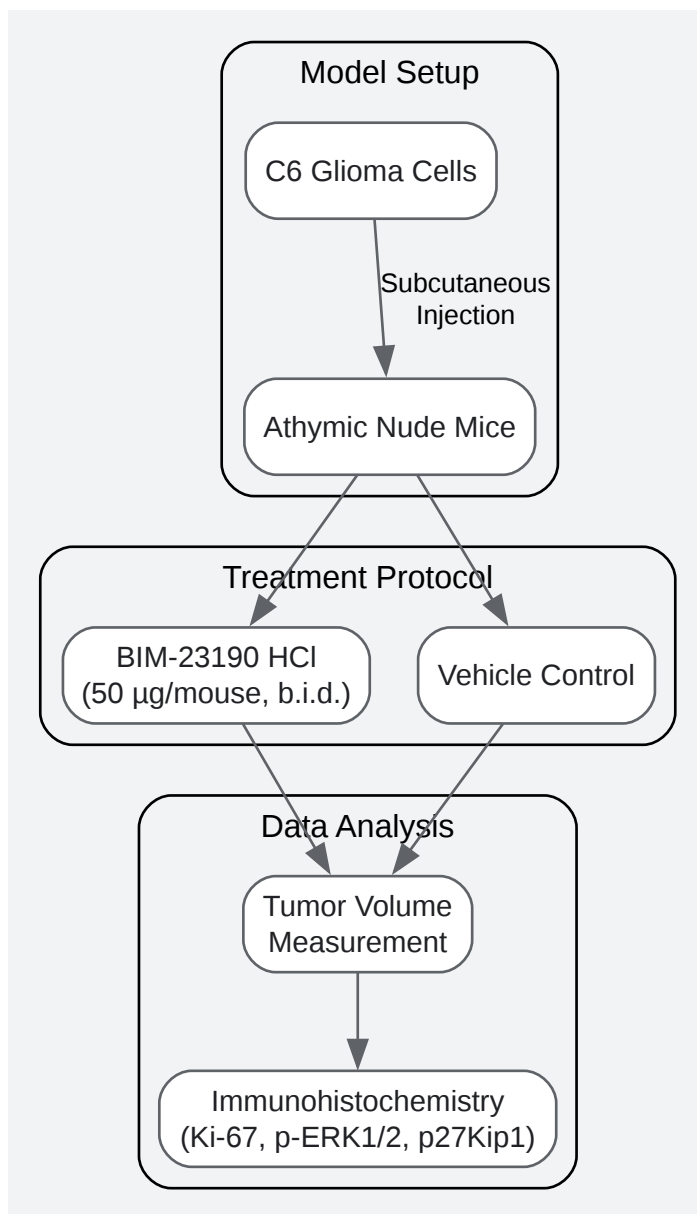 Model Setup
C6 Glioma Cells
Subcutaneous
Injection
Athymic Nude Mice
Treatment Protocol
BIM-23190 HCl
(50 µg/mouse, b.i.d.)
Vehicle Control
Data Analysis
Tumor Volume
Measurement
Immunohistochemistry
(Ki-67, p-ERK1/2, p27Kip1)